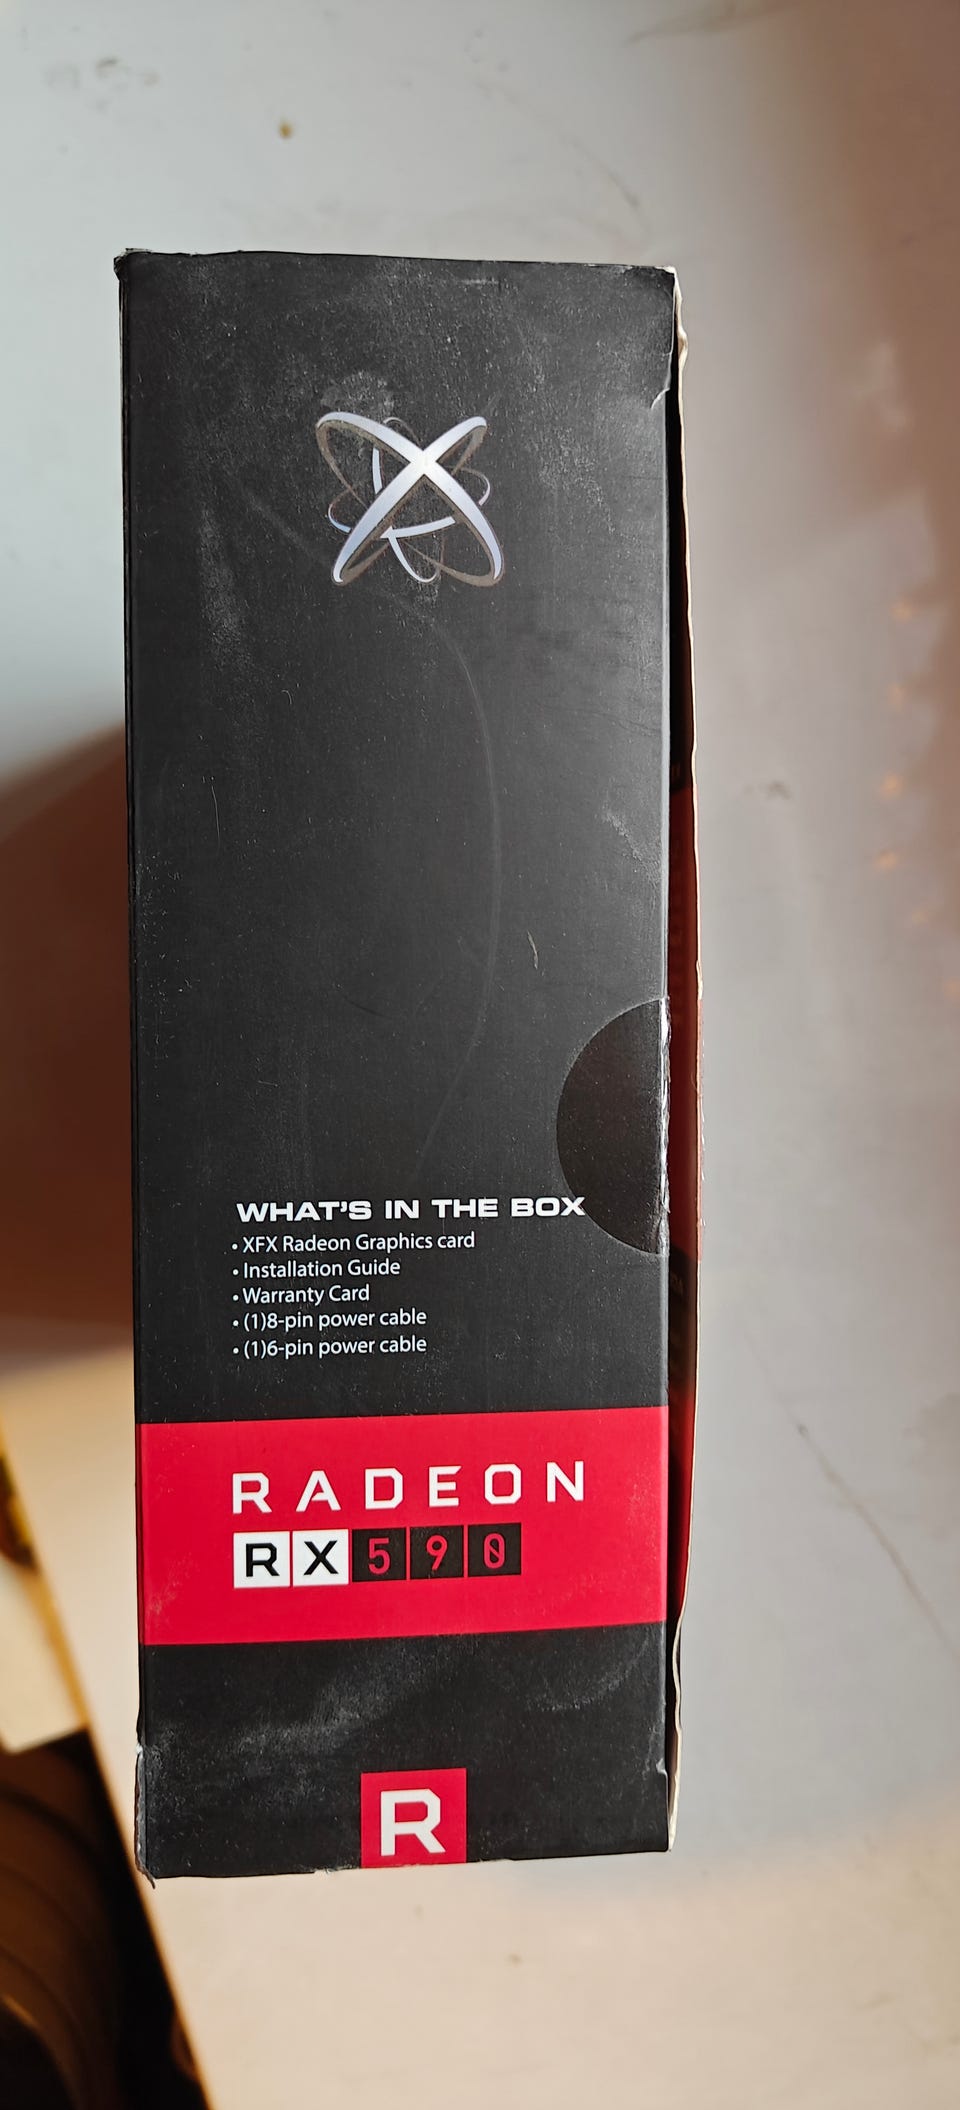 WHAT'S IN THE BOX
• XFX Radeon Graphics card
• Installation Guide
• Warranty Card
• (1)8-pin power cable
• (1)6-pin power cable
RADEON
RX 590
R